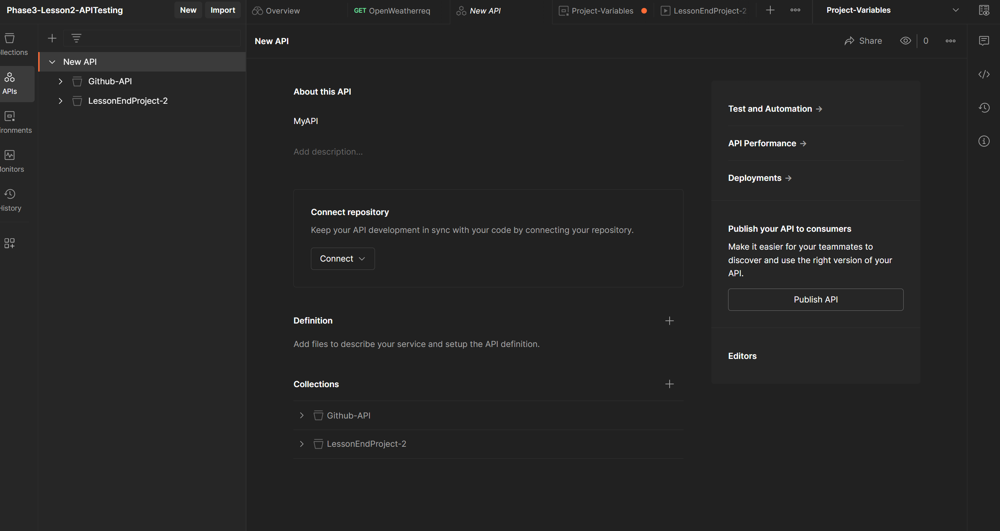 Phase3-Lesson2-APITesting
New
Import
Overview
GET OpenWeatherreq
New API
Project-Variables
LessonEndProject-2
Project-Variables
llections
APIs
ironments
onitors
History
New API
Github-API
LessonEndProject-2
New API
Share
0
About this API
MyAPI
Add description...
Connect repository
Keep your API development in sync with your code by connecting your repository.
Connect
Definition
Add files to describe your service and setup the API definition.
Collections
Github-API
LessonEndProject-2
Test and Automation →
API Performance →
Deployments →
Publish your API to consumers
Make it easier for your teammates to
discover and use the right version of your
API.
Publish API
Editors